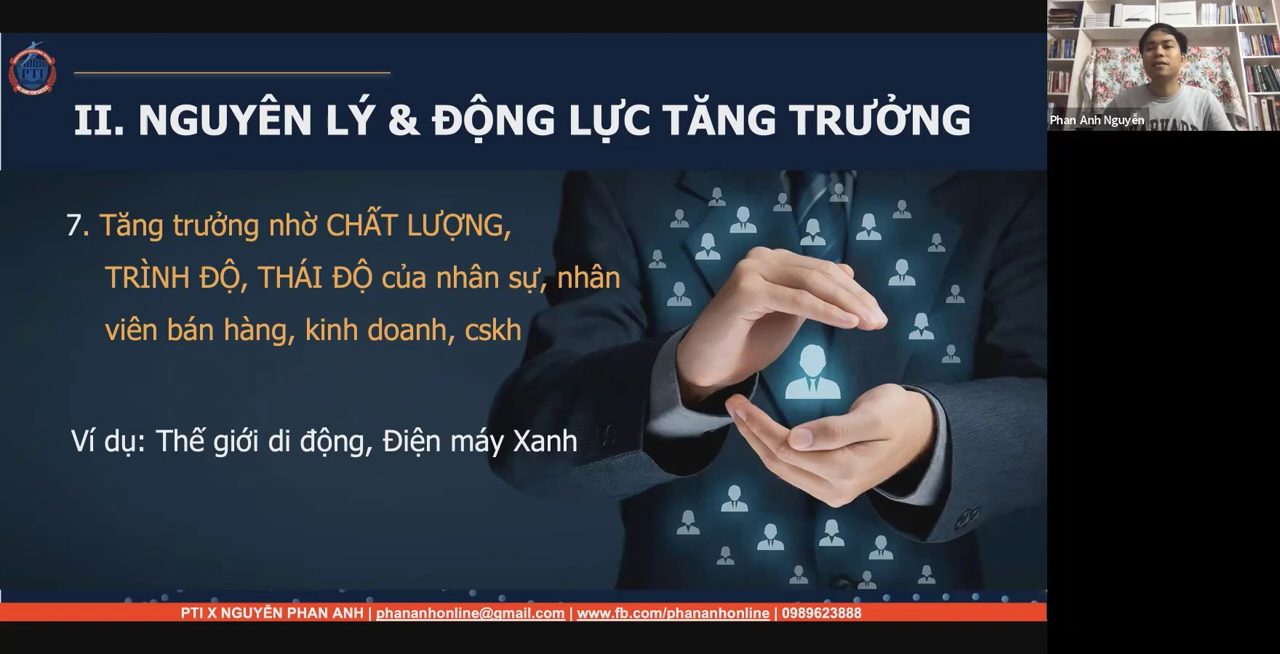 PTI
II. NGUYÊN LÝ & ĐỘNG LỰC TĂNG TRƯỞNG
7. Tăng trưởng nhờ CHẤT LƯỢNG,
TRÌNH ĐỘ, THÁI ĐỘ của nhân sự, nhân
viên bán hàng, kinh doanh, cskh
Ví dụ: Thế giới di động, Điện máy Xanh
PTI X NGUYỄN PHAN ANH | phananhonline@gmail.com | www.fb.com/phananhonline | 0989623888
Phan Anh Nguyễn